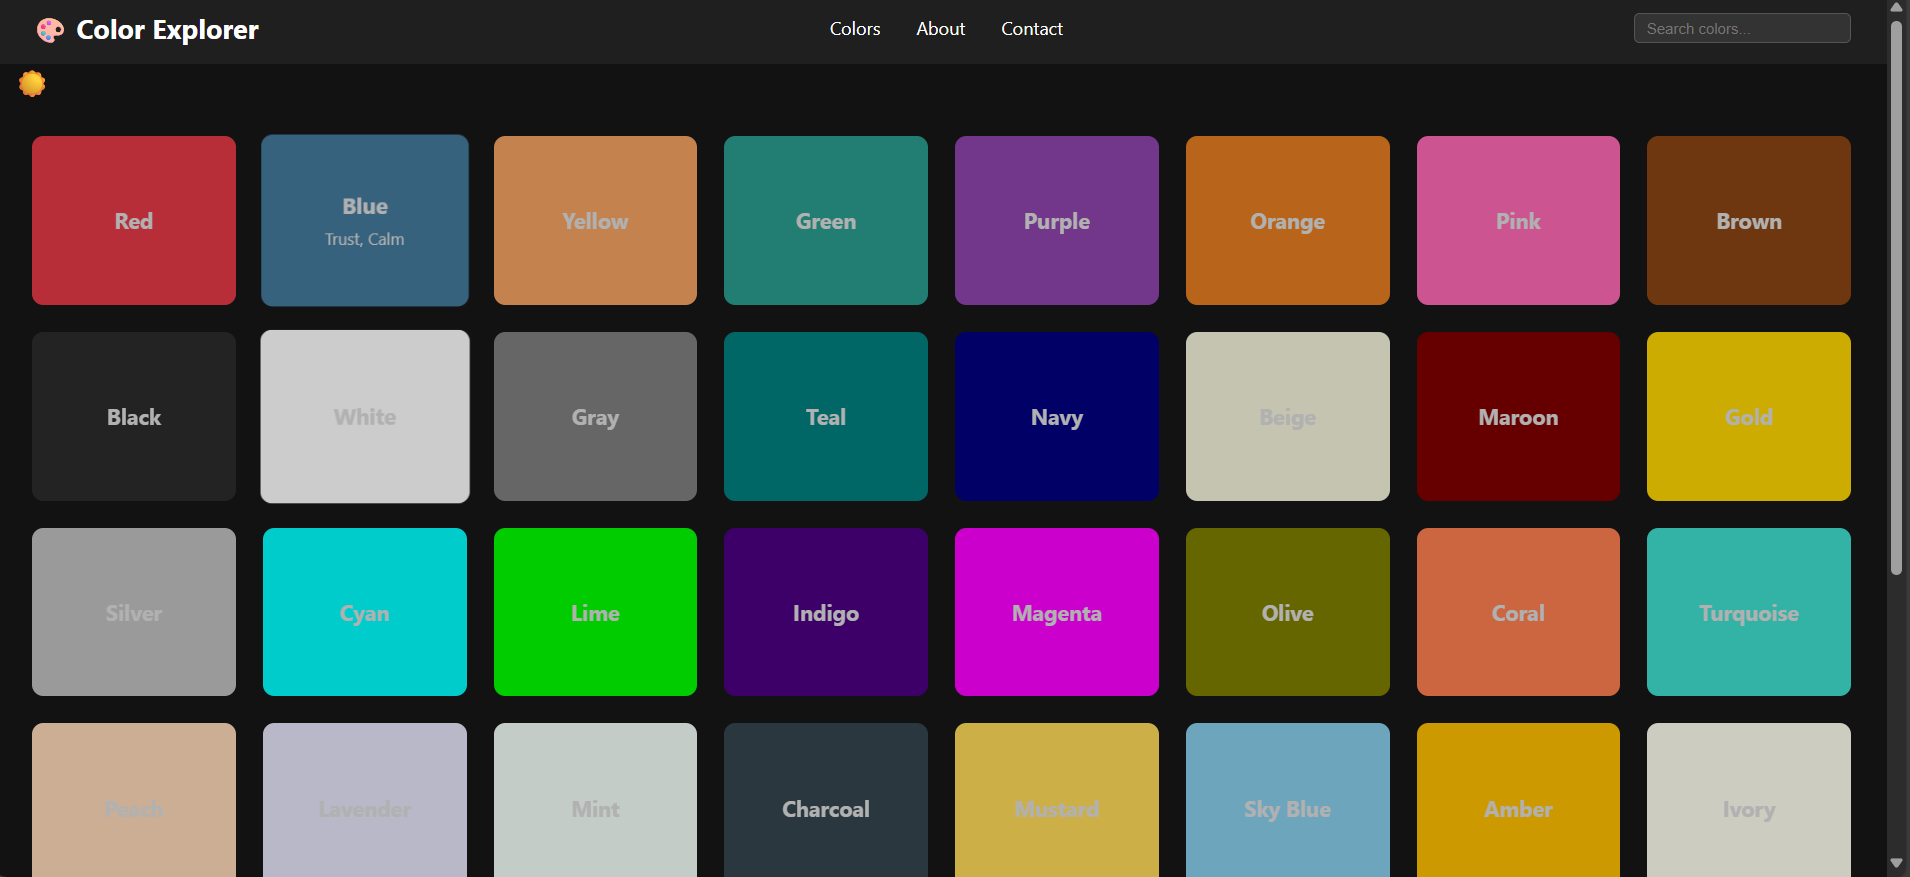 Color Explorer
Colors
About
Contact
Search colors...
Red
Blue
Trust, Calm
Yellow
Green
Purple
Orange
Pink
Brown
Black
White
Gray
Teal
Navy
Beige
Maroon
Gold
Silver
Cyan
Lime
Indigo
Magenta
Olive
Coral
Turquoise
Peach
Lavender
Mint
Charcoal
Mustard
Sky Blue
Amber
Ivory